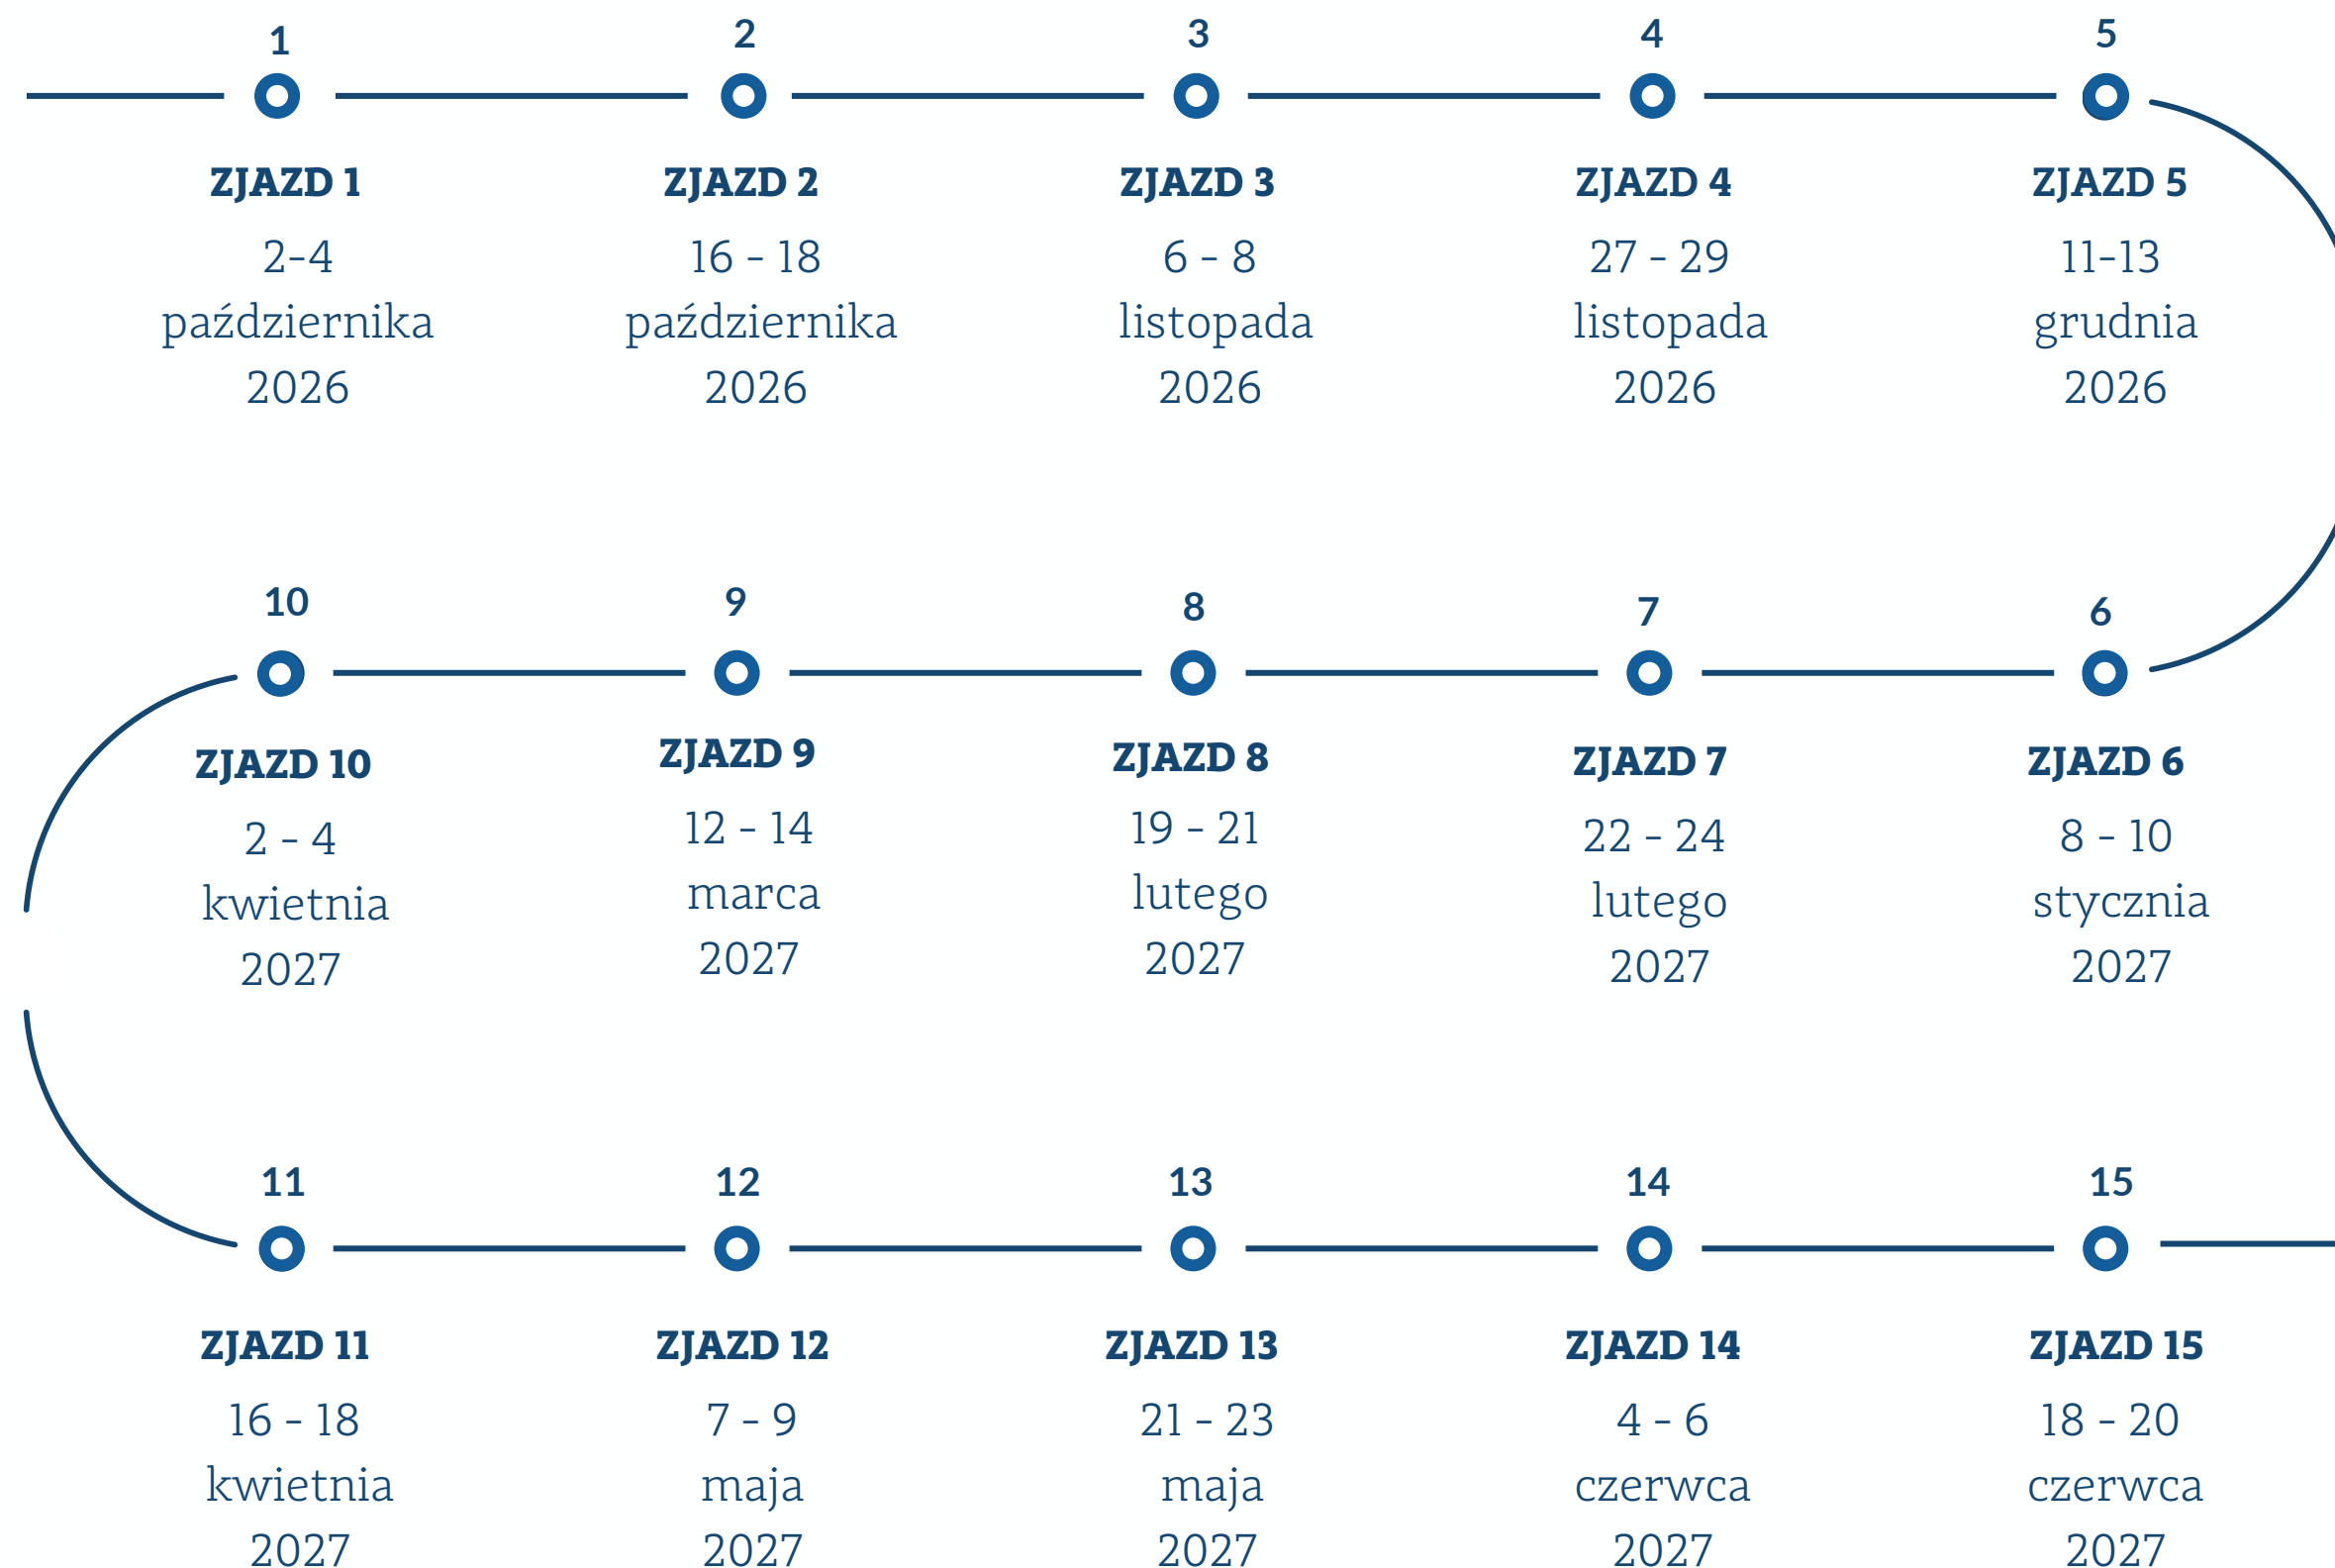 1
ZJAZD 1
2-4
października
2026
2
ZJAZD 2
16 - 18
października
2026
3
ZJAZD 3
6 - 8
listopada
2026
4
ZJAZD 4
27 - 29
listopada
2026
5
ZJAZD 5
11-13
grudnia
2026
6
ZJAZD 6
8 - 10
stycznia
2027
7
ZJAZD 7
22 - 24
lutego
2027
8
ZJAZD 8
19 - 21
lutego
2027
9
ZJAZD 9
12 - 14
marca
2027
10
ZJAZD 10
2 - 4
kwietnia
2027
11
ZJAZD 11
16 - 18
kwietnia
2027
12
ZJAZD 12
7 - 9
maja
2027
13
ZJAZD 13
21 - 23
maja
2027
14
ZJAZD 14
4 - 6
czerwca
2027
15
ZJAZD 15
18 - 20
czerwca
2027